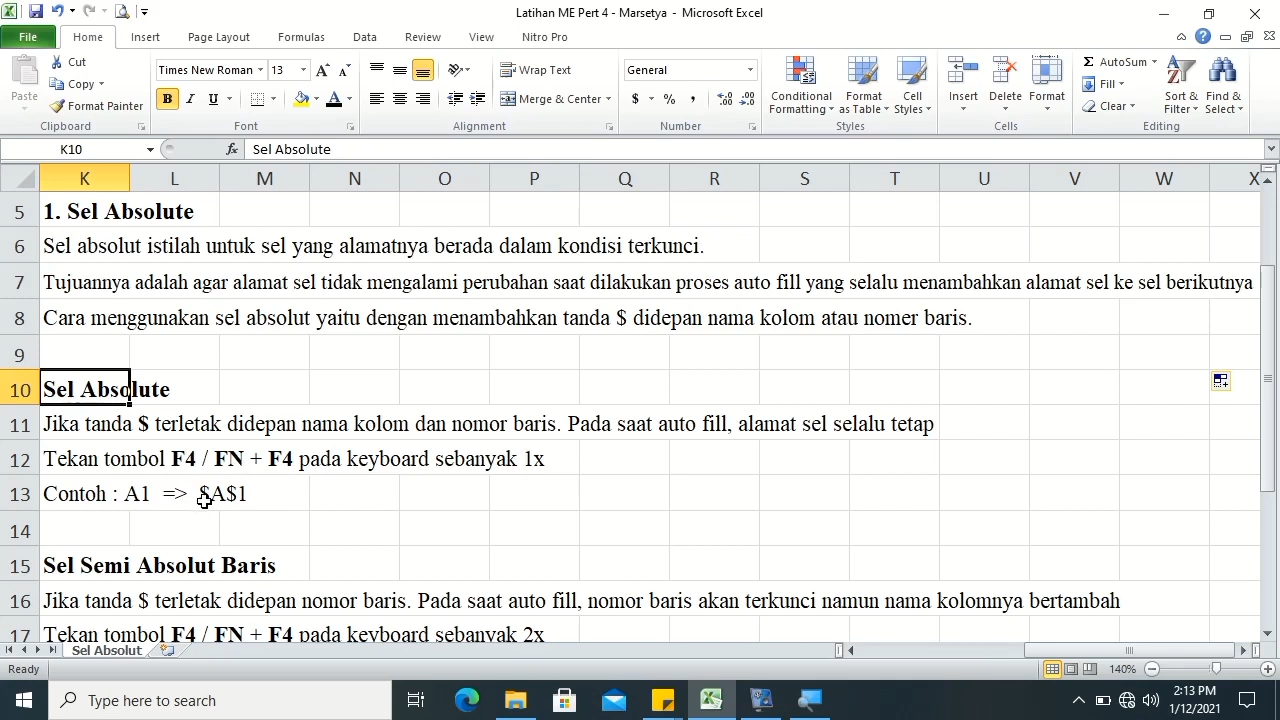 Latihan ME Pert 4 - Marsetya - Microsoft Excel
File Home Insert Page Layout Formulas Data Review View Nitro Pro
Paste
Cut
Copy
Format Painter
Clipboard
Times New Roman 13
A A
B I U A
Font
Wrap Text
Merge & Center
Alignment
General
$ % , .00 .0
Number
Conditional Formatting
Format as Table
Cell Styles
Styles
Insert Delete Format
Cells
Σ AutoSum
Fill
Clear
Sort & Filter
Find & Select
Editing
K10 fx Sel Absolute
K L M N O P Q R S T U V W X
5 1. Sel Absolute
6 Sel absolut istilah untuk sel yang alamatnya berada dalam kondisi terkunci.
7 Tujuannya adalah agar alamat sel tidak mengalami perubahan saat dilakukan proses auto fill yang selalu menambahkan alamat sel ke sel berikutnya
8 Cara menggunakan sel absolut yaitu dengan menambahkan tanda $ didepan nama kolom atau nomer baris.
9
10 Sel Absolute
11 Jika tanda $ terletak didepan nama kolom dan nomor baris. Pada saat auto fill, alamat sel selalu tetap
12 Tekan tombol F4 / FN + F4 pada keyboard sebanyak 1x
13 Contoh : A1 => $A$1
14
15 Sel Semi Absolut Baris
16 Jika tanda $ terletak didepan nomor baris. Pada saat auto fill, nomor baris akan terkunci namun nama kolomnya bertambah
17 Tekan tombol F4 / FN + F4 pada keyboard sebanyak 2x
Sel Absolut
Ready 140%
Type here to search
2:13 PM
1/12/2021